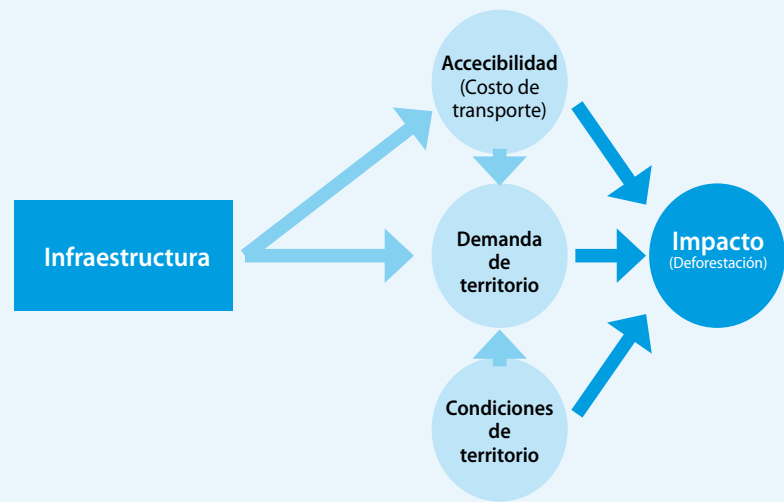 Accecibilidad
(Costo de
transporte)
Infraestructura
Demanda
de
territorio
Impacto
(Deforestación)
Condiciones
de
territorio